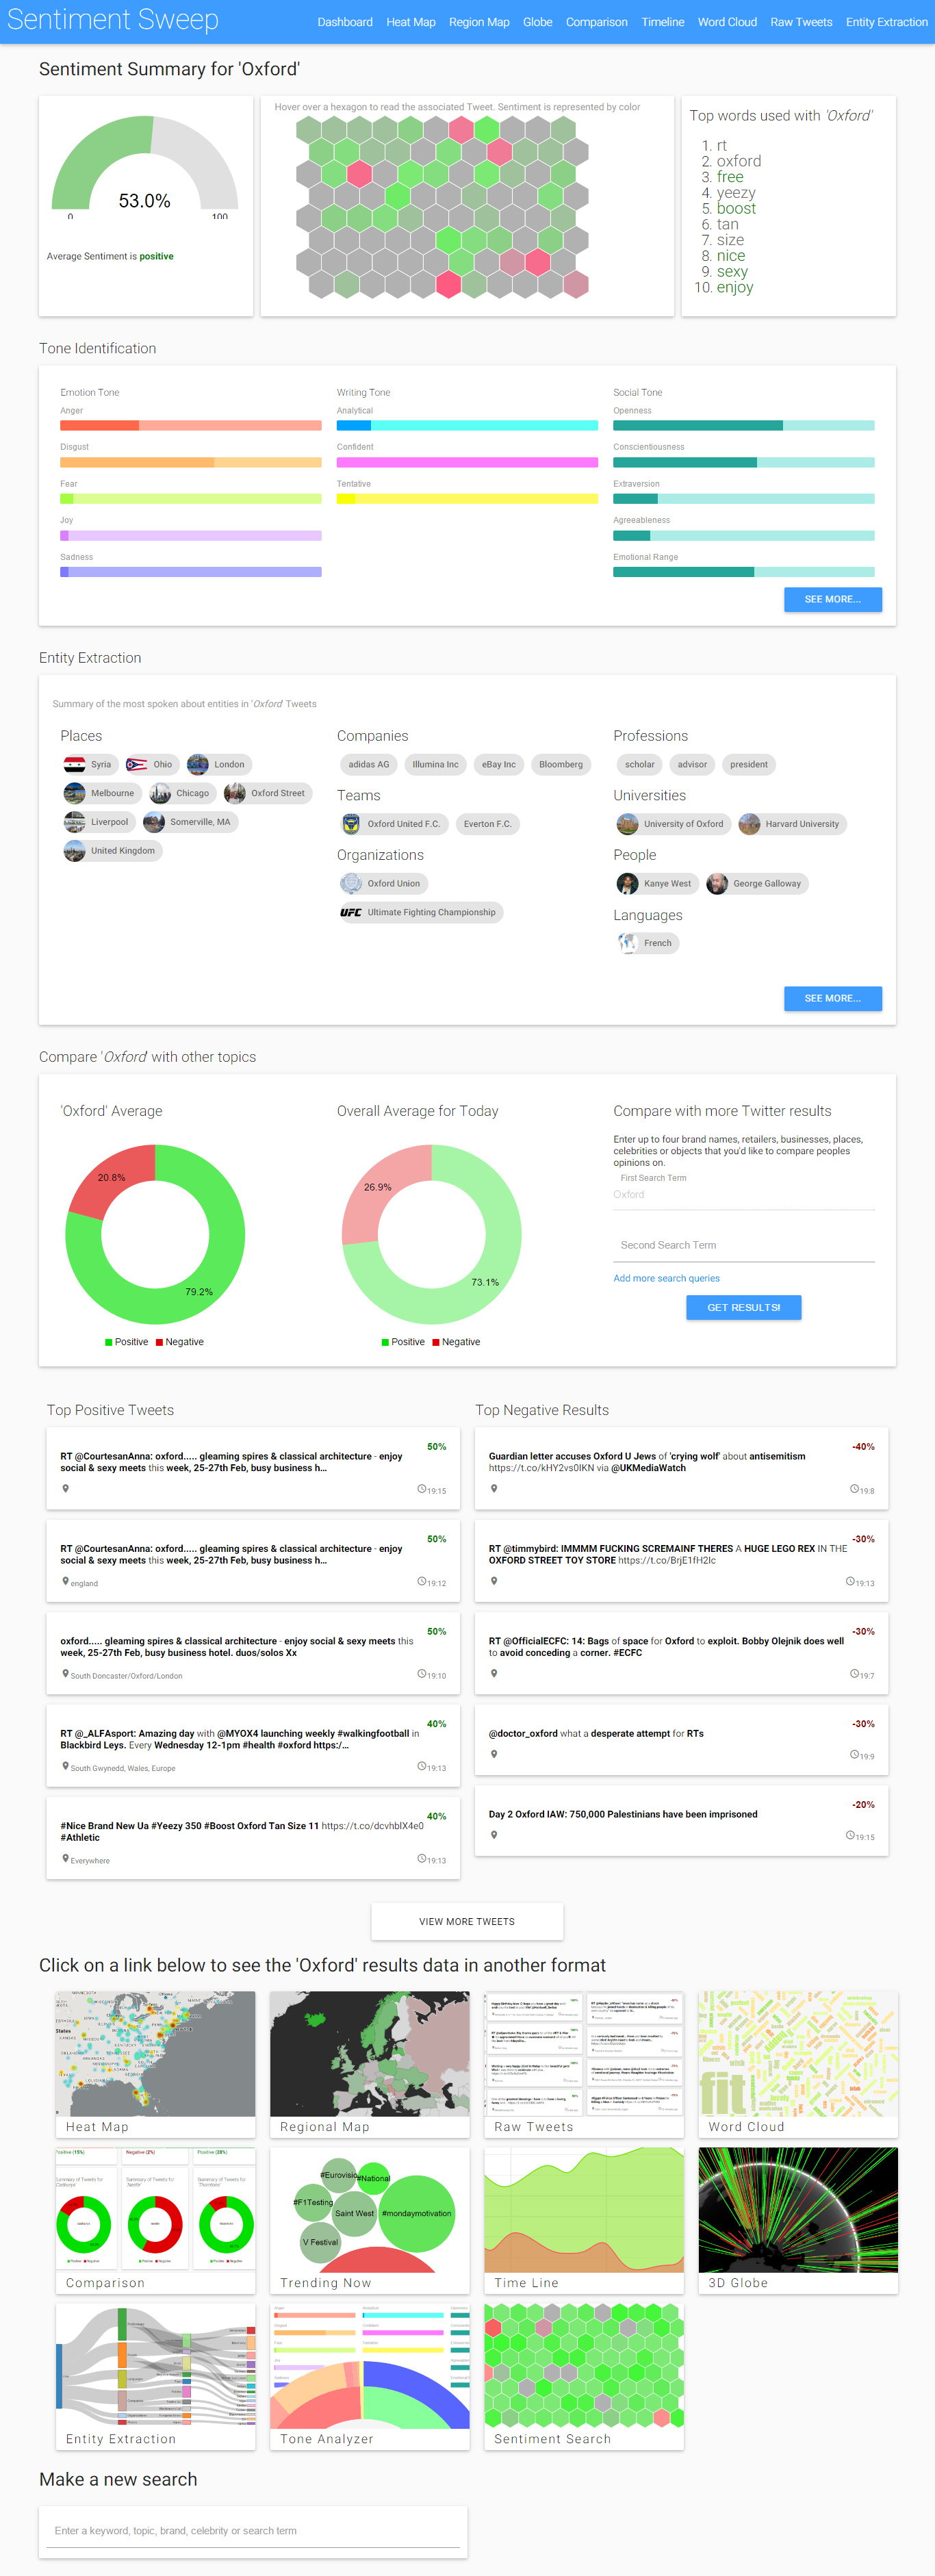 Sentiment Sweep
Dashboard Heat Map Region Map Globe Comparison Timeline Word Cloud Raw Tweets Entity Extraction
Sentiment Summary for 'Oxford'
53.0%
0 100
Average Sentiment is positive
Hover over a hexagon to read the associated Tweet. Sentiment is represented by color
Top words used with 'Oxford'
1. rt
2. oxford
3. free
4. yeezy
5. boost
6. tan
7. size
8. nice
9. sexy
10. enjoy
Tone Identification
Emotion Tone
Anger
Disgust
Fear
Joy
Sadness
Writing Tone
Analytical
Confident
Tentative
Social Tone
Openness
Conscientiousness
Extraversion
Agreeableness
Emotional Range
SEE MORE...
Entity Extraction
Summary of the most spoken about entities in 'Oxford' Tweets
Places
Syria Ohio London
Melbourne Chicago Oxford Street
Liverpool Somerville, MA
United Kingdom
Companies
adidas AG Illumina Inc eBay Inc Bloomberg
Teams
Oxford United F.C. Everton F.C.
Organizations
Oxford Union
UFC Ultimate Fighting Championship
Professions
scholar advisor president
Universities
University of Oxford Harvard University
People
Kanye West George Galloway
Languages
French
SEE MORE...
Compare 'Oxford' with other topics
'Oxford' Average
20.8%
79.2%
Positive Negative
Overall Average for Today
26.9%
73.1%
Positive Negative
Compare with more Twitter results
Enter up to four brand names, retailers, businesses, places,
celebrities or objects that you'd like to compare peoples
opinions on.
First Search Term
Oxford
Second Search Term
Add more search queries
GET RESULTS!
Top Positive Tweets
50%
RT @CourtesanAnna: oxford..... gleaming spires & classical architecture - enjoy
social & sexy meets this week, 25-27th Feb, busy business h...
19:15
50%
RT @CourtesanAnna: oxford..... gleaming spires & classical architecture - enjoy
social & sexy meets this week, 25-27th Feb, busy business h...
england 19:12
50%
oxford..... gleaming spires & classical architecture - enjoy social & sexy meets this
week, 25-27th Feb, busy business hotel. duos/solos Xx
South Doncaster/Oxford/London 19:10
40%
RT @_ALFAsport: Amazing day with @MYOX4 launching weekly #walkingfootball in
Blackbird Leys. Every Wednesday 12-1pm #health #oxford https:/...
South Gwynedd, Wales, Europe 19:13
40%
#Nice Brand New Ua #Yeezy 350 #Boost Oxford Tan Size 11 https://t.co/dcvhbIX4e0
#Athletic
Everywhere 19:13
Top Negative Results
-40%
Guardian letter accuses Oxford U Jews of 'crying wolf' about antisemitism
https://t.co/kHY2vs0IKN via @UKMediaWatch
19:8
-30%
RT @timmybird: IMMMM FUCKING SCREMAINF THERES A HUGE LEGO REX IN THE
OXFORD STREET TOY STORE https://t.co/BrjE1fH2Ic
19:13
-30%
RT @OfficialECFC: 14: Bags of space for Oxford to exploit. Bobby Olejnik does well
to avoid conceding a corner. #ECFC
19:7
-30%
@doctor_oxford what a desperate attempt for RTs
19:9
-20%
Day 2 Oxford IAW: 750,000 Palestinians have been imprisoned
19:15
VIEW MORE TWEETS
Click on a link below to see the 'Oxford' results data in another format
Heat Map
Regional Map
Raw Tweets
fit
Word Cloud
Comparison
#Eurovisio
#National
#F1Testing
Saint West
#mondaymotivation
V Festival
Trending Now
Time Line
3D Globe
Entity Extraction
Tone Analyzer
Sentiment Search
Make a new search
Enter a keyword, topic, brand, celebrity or search term